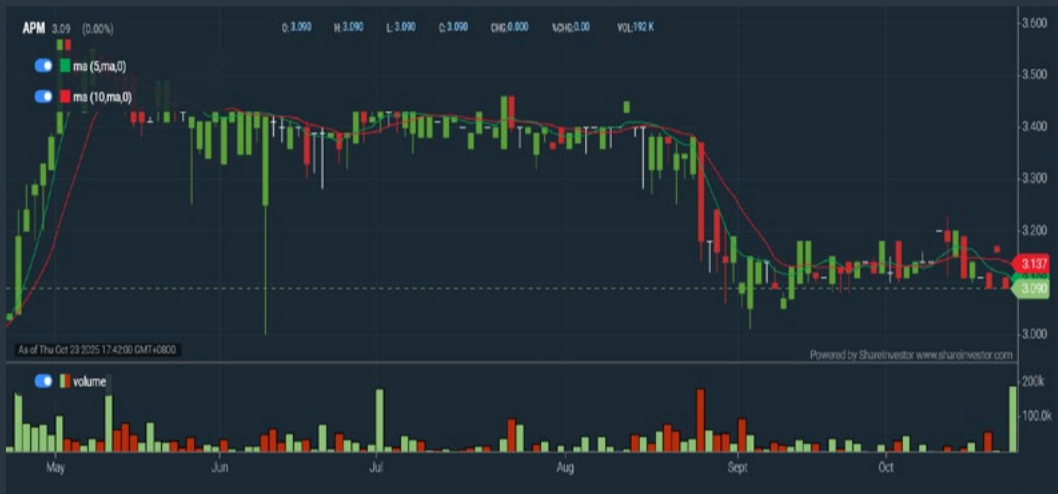 APM 3.09 (0.00%) O: 3.090 H: 3.090 L: 3.090 C: 3.090 CHG:0.000 %CHG:0.00 VOL:192 K
ma (5,ma,0)
ma (10,ma,0)
3.600
3.500
3.400
3.300
3.200
3.137
3.090
3.000
As of Thu Oct 23 2025 17:42:00 GMT+0800
Powered by ShareInvestor www.shareinvestor.com
volume
200k
100.0k
May Jun Jul Aug Sept Oct